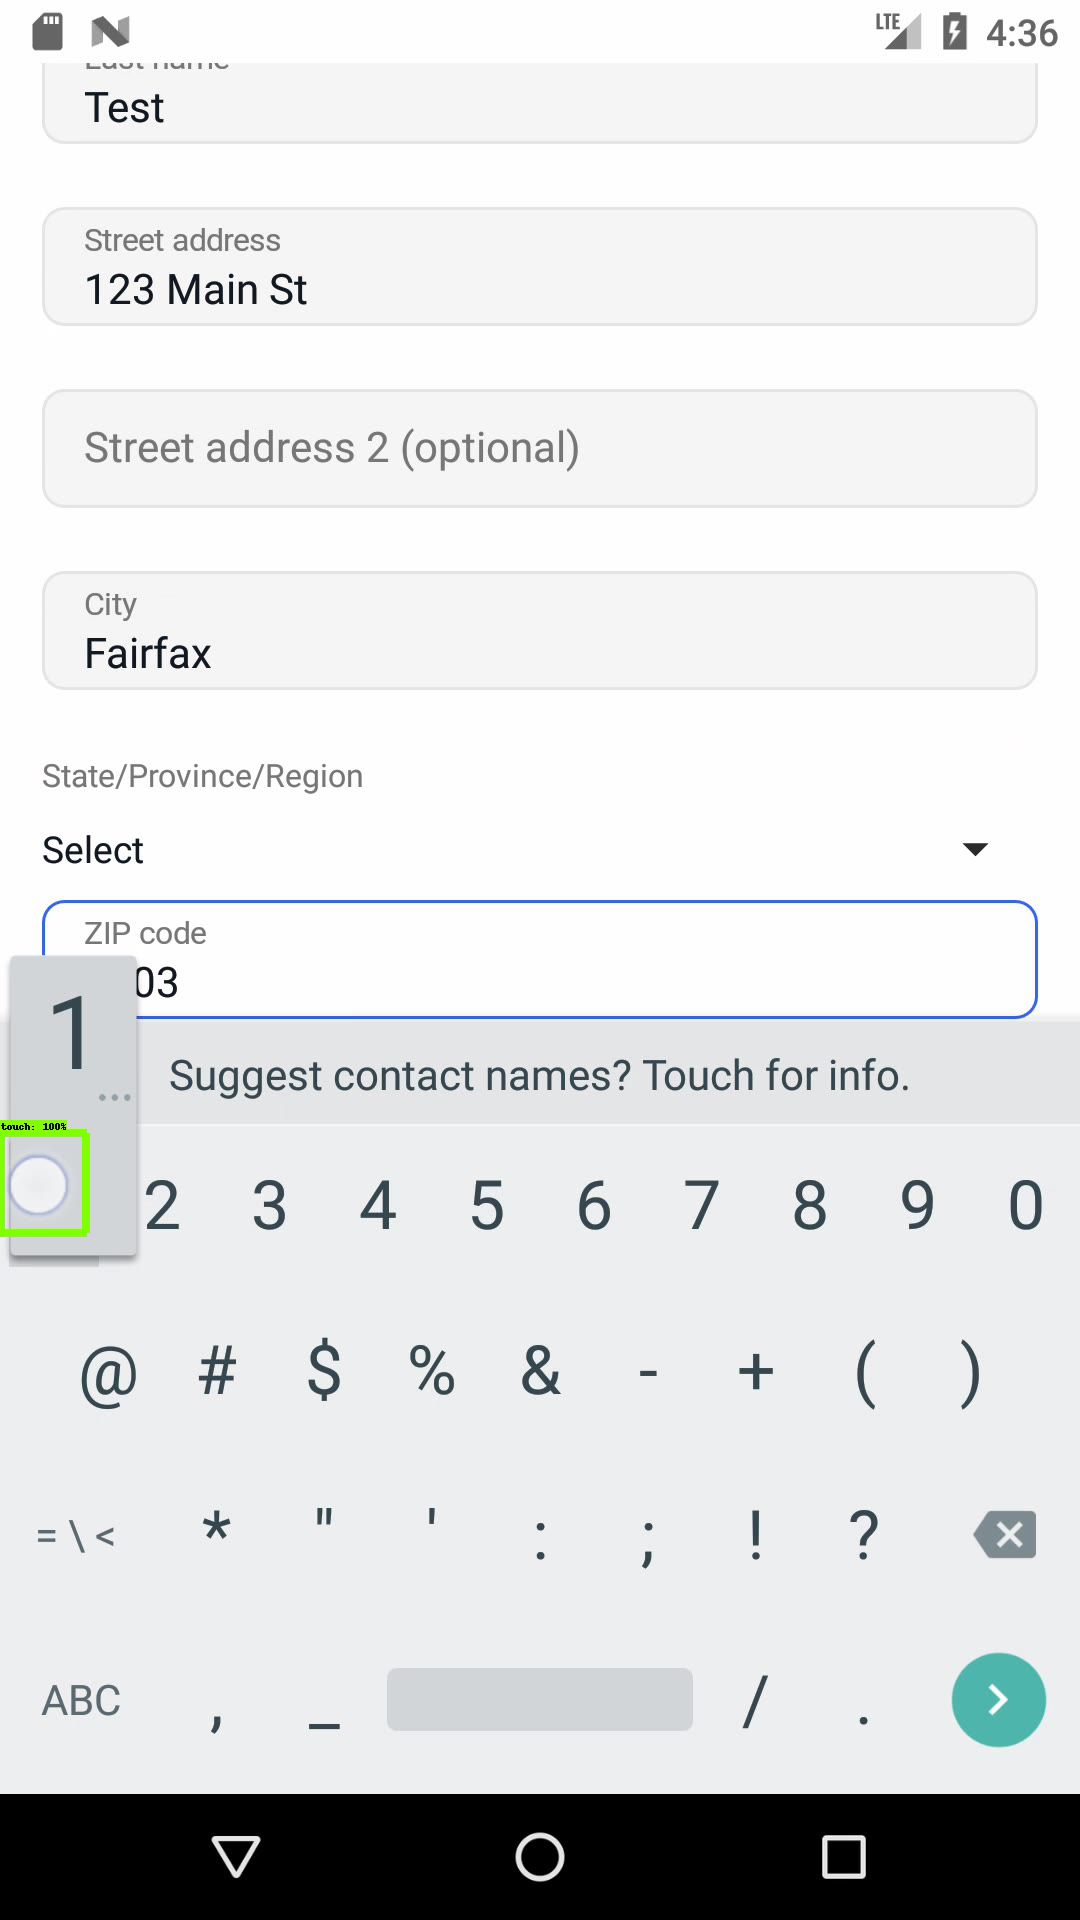 LTE 4:36
Last name
Test
Street address
123 Main St
Street address 2 (optional)
City
Fairfax
State/Province/Region
Select
ZIP code
03
1
...
Suggest contact names? Touch for info.
touch: 100%
2 3 4 5 6 7 8 9 0
@ # $ % & - + ( )
= \ < * " ' : ; ! ?
ABC , _ / .